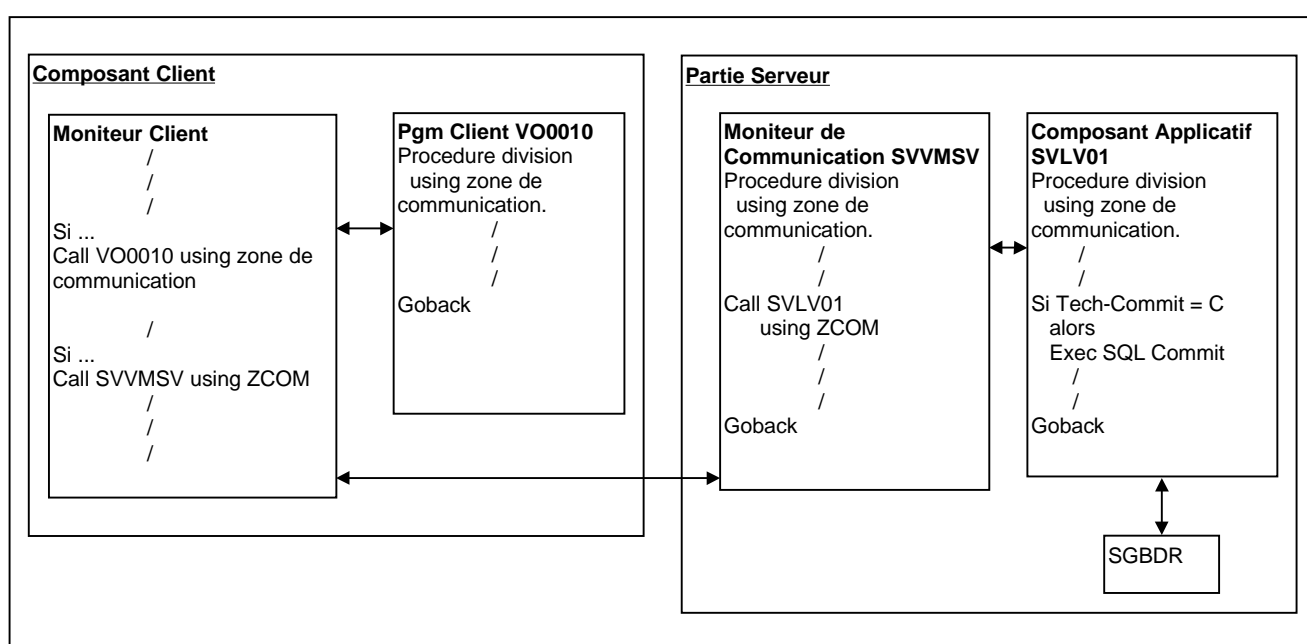 Composant Client
Moniteur Client
/
/
/
Si ...
Call VO0010 using zone de
communication
/
Si ...
Call SVVMSV using ZCOM
/
/
/
Pgm Client VO0010
Procedure division
using zone de
communication.
/
/
/
Goback
Partie Serveur
Moniteur de
Communication SVVMSV
Procedure division
using zone de
communication.
/
/
Call SVLV01
using ZCOM
/
/
/
Goback
Composant Applicatif
SVLV01
Procedure division
using zone de
communication.
/
/
Si Tech-Commit = C
alors
Exec SQL Commit
/
/
Goback
SGBDR